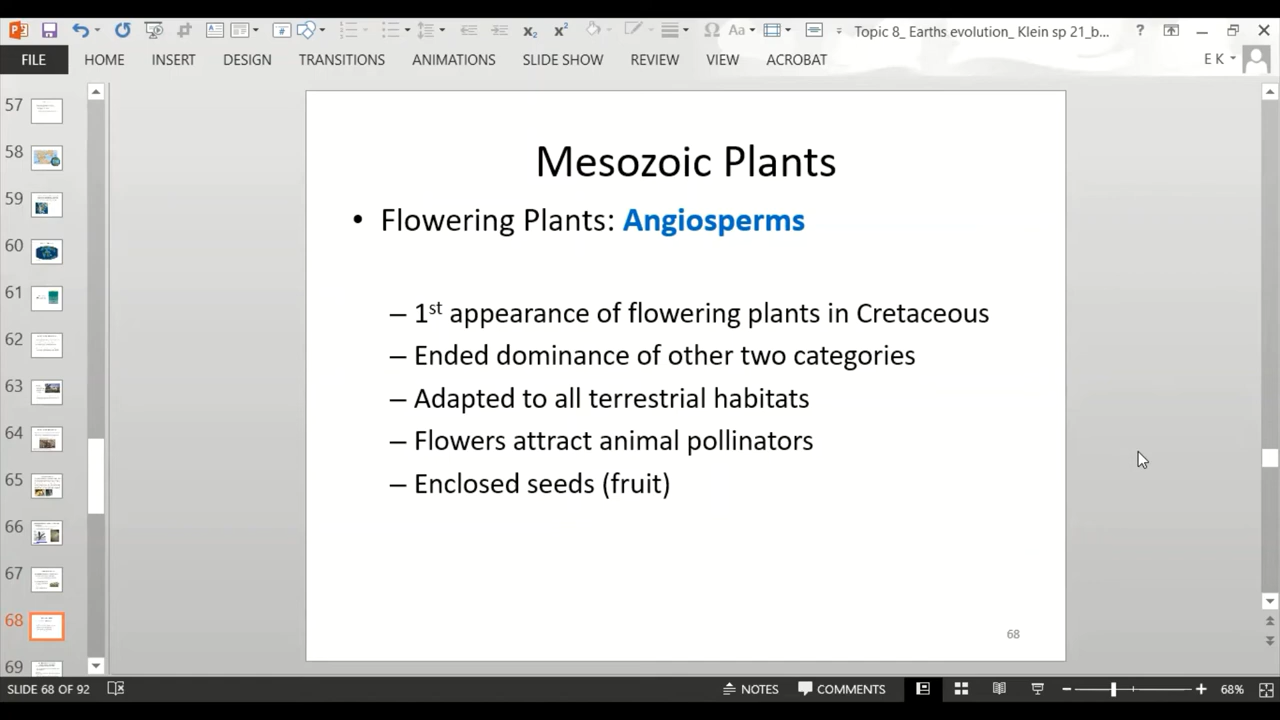 Topic 8_ Earths evolution_ Klein sp 21_b...
?
FILE HOME INSERT DESIGN TRANSITIONS ANIMATIONS SLIDE SHOW REVIEW VIEW ACROBAT E K
57
58
59
60
61
62
63
64
65
66
67
68
69
Mesozoic Plants
• Flowering Plants: Angiosperms
– 1st appearance of flowering plants in Cretaceous
– Ended dominance of other two categories
– Adapted to all terrestrial habitats
– Flowers attract animal pollinators
– Enclosed seeds (fruit)
68
SLIDE 68 OF 92 NOTES COMMENTS 68%